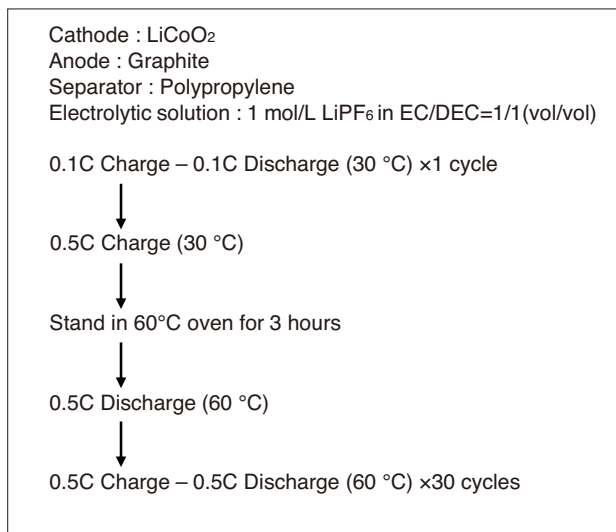 Cathode : LiCoO₂
Anode : Graphite
Separator : Polypropylene
Electrolytic solution : 1 mol/L LiPF₆ in EC/DEC=1/1(vol/vol)
0.1C Charge – 0.1C Discharge (30 °C) ×1 cycle
0.5C Charge (30 °C)
Stand in 60°C oven for 3 hours
0.5C Discharge (60 °C)
0.5C Charge – 0.5C Discharge (60 °C) ×30 cycles